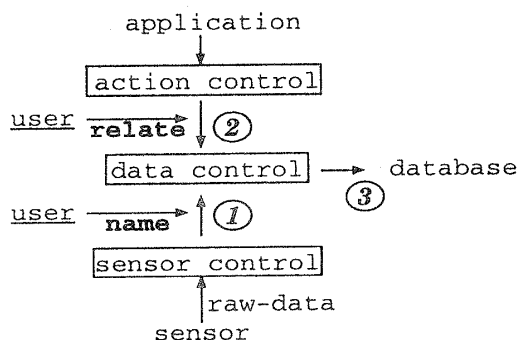 application
action control
user relate 2
data control database
3
user name 1
sensor control
raw-data
sensor